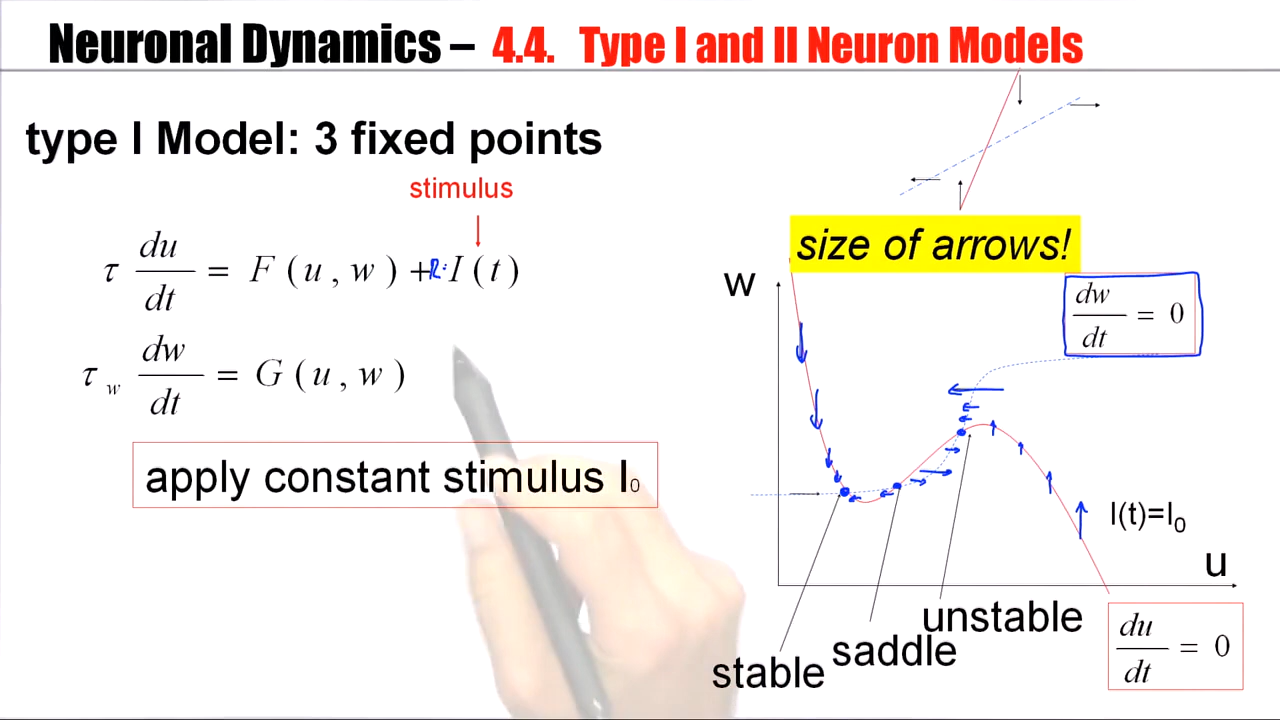 Neuronal Dynamics – 4.4. Type I and II Neuron Models
type I Model: 3 fixed points
stimulus
τ du/dt = F(u, w) + R·I(t)
τw dw/dt = G(u, w)
apply constant stimulus I0
size of arrows!
w
dw/dt = 0
I(t)=I0
u
unstable
saddle
stable
du/dt = 0